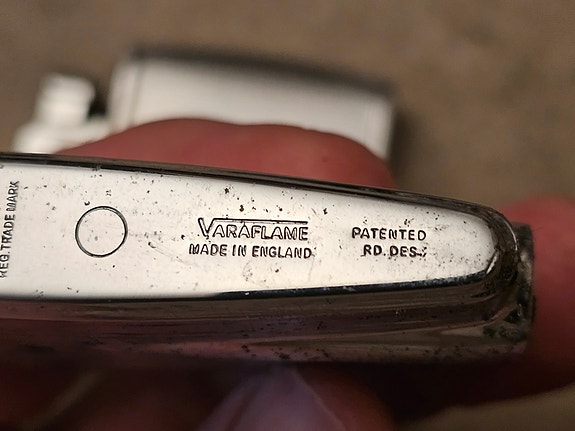 REG. TRADE MARK
VARAFLAME
MADE IN ENGLAND
PATENTED
RD. DES.